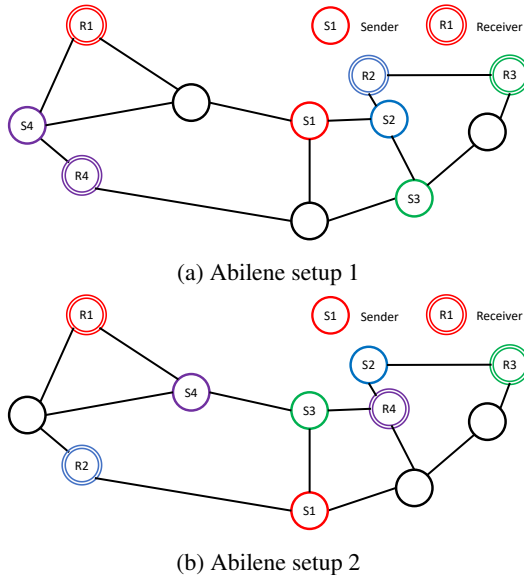 R1 S1 Sender R1 Receiver
R2 R3
S4 S1 S2
R4
S3
(a) Abilene setup 1
R1 S1 Sender R1 Receiver
S2 R3
S4 S3 R4
R2
S1
(b) Abilene setup 2